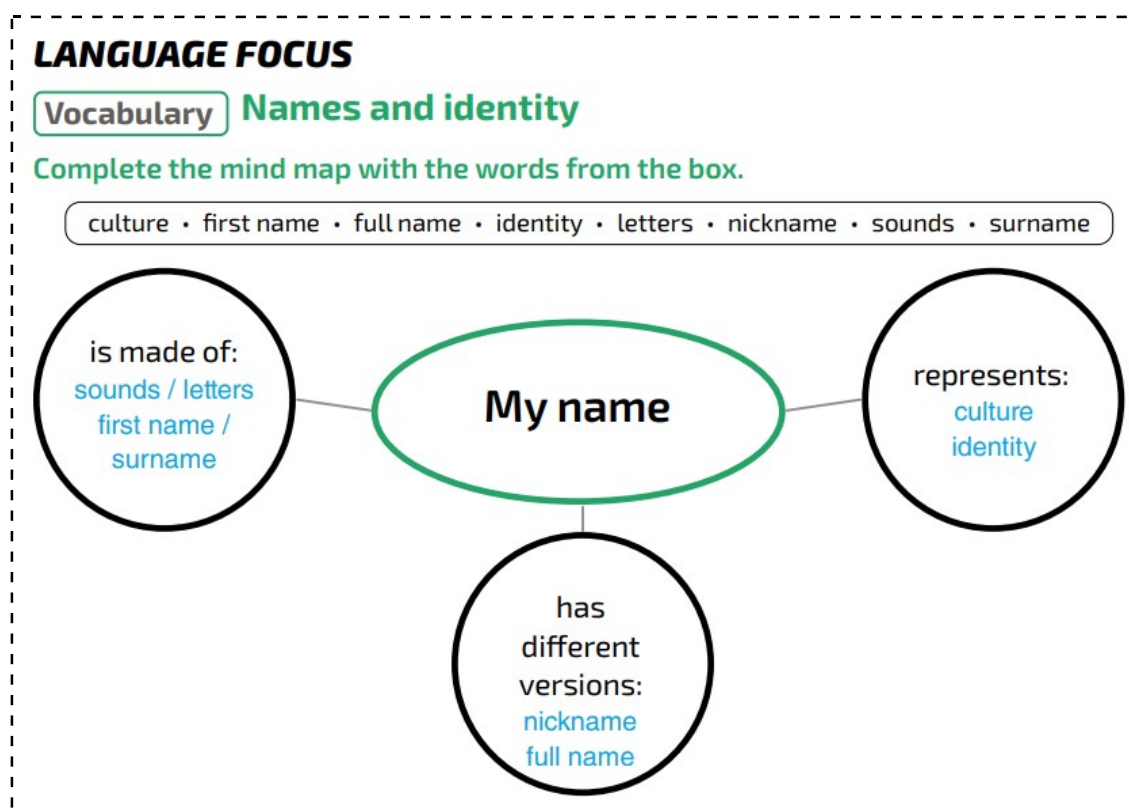 LANGUAGE FOCUS
Vocabulary Names and identity
Complete the mind map with the words from the box.
culture • first name • full name • identity • letters • nickname • sounds • surname
is made of:
sounds / letters
first name /
surname
My name
represents:
culture
identity
has
different
versions:
nickname
full name